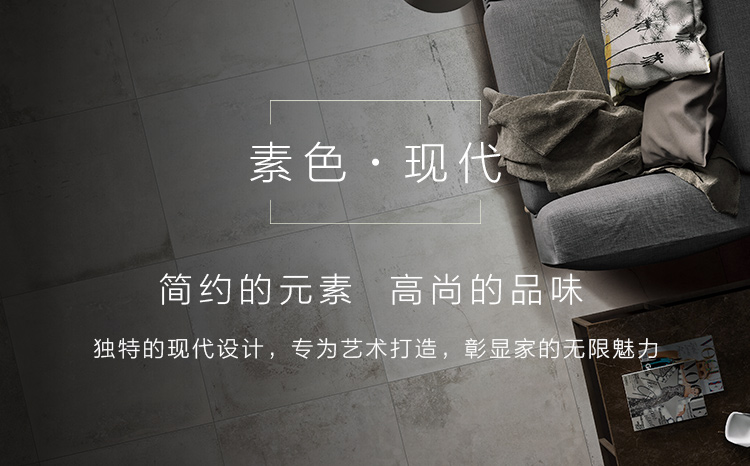 素色·现代
简约的元素 高尚的品味
独特的现代设计，专为艺术打造，彰显家的无限魅力